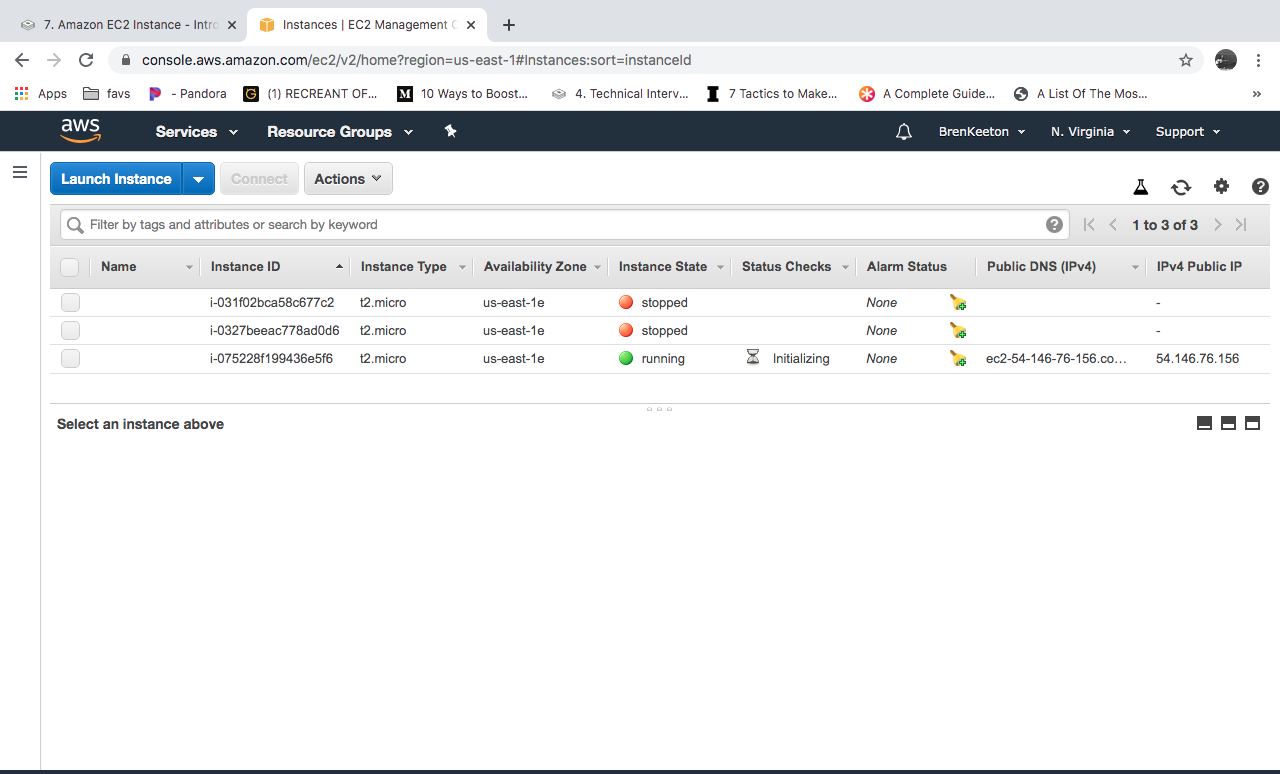 7. Amazon EC2 Instance - Intro
Instances | EC2 Management C
console.aws.amazon.com/ec2/v2/home?region=us-east-1#Instances:sort=instanceId
Apps favs - Pandora (1) RECREANT OF... 10 Ways to Boost... 4. Technical Interv... 7 Tactics to Make... A Complete Guide... A List Of The Mos... »
aws Services Resource Groups BrenKeeton N. Virginia Support
Launch Instance Connect Actions
Filter by tags and attributes or search by keyword 1 to 3 of 3
Name Instance ID Instance Type Availability Zone Instance State Status Checks Alarm Status Public DNS (IPv4) IPv4 Public IP
i-031f02bca58c677c2 t2.micro us-east-1e stopped None -
i-0327beeac778ad0d6 t2.micro us-east-1e stopped None -
i-075228f199436e5f6 t2.micro us-east-1e running Initializing None ec2-54-146-76-156.co... 54.146.76.156
Select an instance above